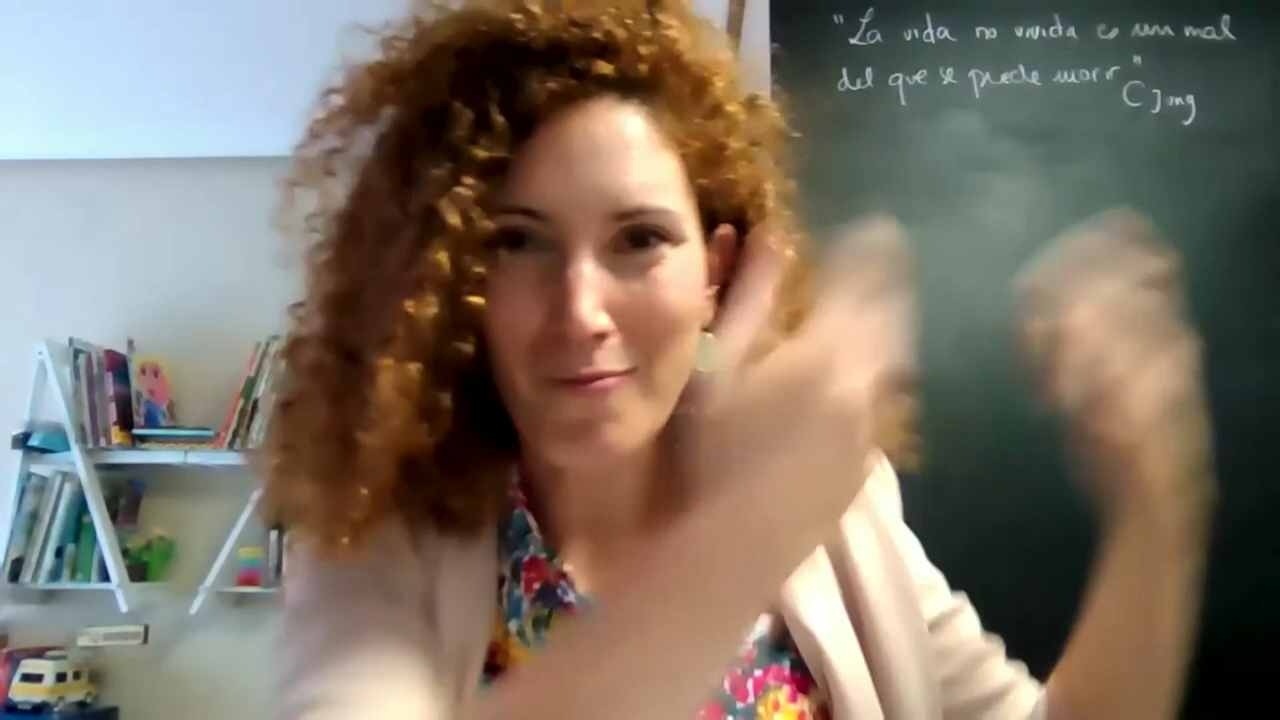 "La vida no vivida es un mal
del que se puede morir"
C Jung